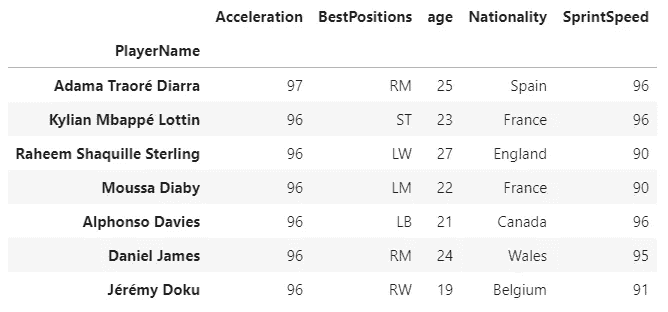 Acceleration BestPositions age Nationality SprintSpeed
PlayerName
Adama Traoré Diarra 97 RM 25 Spain 96
Kylian Mbappé Lottin 96 ST 23 France 96
Raheem Shaquille Sterling 96 LW 27 England 90
Moussa Diaby 96 LM 22 France 90
Alphonso Davies 96 LB 21 Canada 96
Daniel James 96 RM 24 Wales 95
Jérémy Doku 96 RW 19 Belgium 91